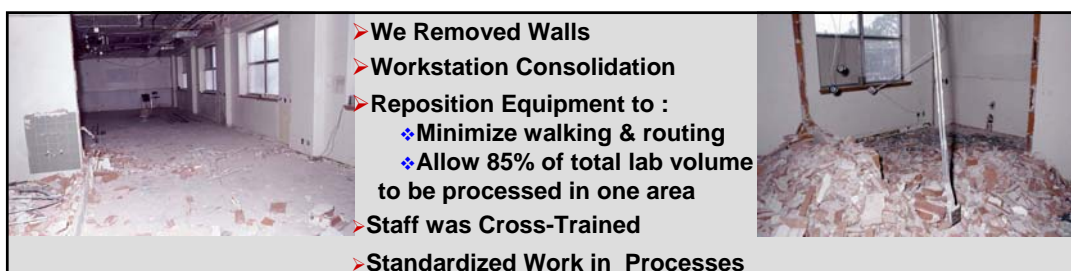 ➢We Removed Walls
➢Workstation Consolidation
➢Reposition Equipment to :
❖Minimize walking & routing
❖Allow 85% of total lab volume
to be processed in one area
➢Staff was Cross-Trained
➢Standardized Work in Processes